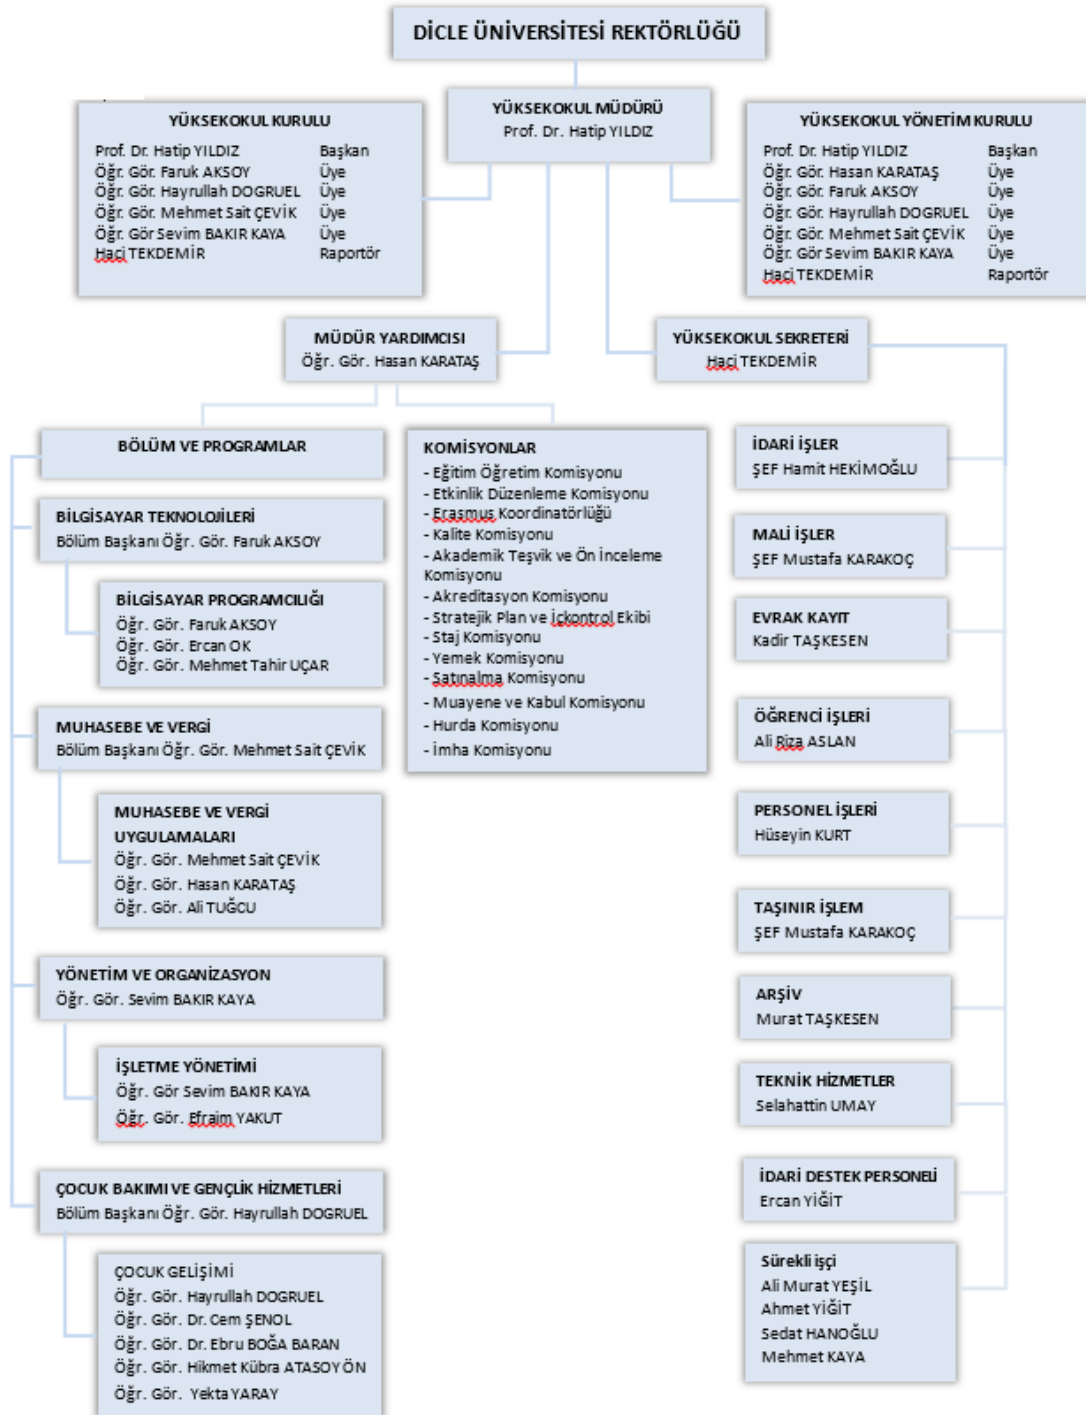 DİCLE ÜNİVERSİTESİ REKTÖRLÜĞÜ
YÜKSEKOKUL MÜDÜRÜ
Prof. Dr. Hatip YILDIZ
YÜKSEKOKUL KURULU
Prof. Dr. Hatip YILDIZ Başkan
Öğr. Gör. Faruk AKSOY Üye
Öğr. Gör. Hayrullah DOGRUEL Üye
Öğr. Gör. Mehmet Sait ÇEVİK Üye
Öğr. Gör Sevim BAKIR KAYA Üye
Haci TEKDEMİR Raportör
YÜKSEKOKUL YÖNETİM KURULU
Prof. Dr. Hatip YILDIZ Başkan
Öğr. Gör. Hasan KARATAŞ Üye
Öğr. Gör. Faruk AKSOY Üye
Öğr. Gör. Hayrullah DOGRUEL Üye
Öğr. Gör. Mehmet Sait ÇEVİK Üye
Öğr. Gör Sevim BAKIR KAYA Üye
Haci TEKDEMİR Raportör
MÜDÜR YARDIMCISI
Öğr. Gör. Hasan KARATAŞ
YÜKSEKOKUL SEKRETERİ
Haci TEKDEMİR
BÖLÜM VE PROGRAMLAR
BİLGİSAYAR TEKNOLOJİLERİ
Bölüm Başkanı Öğr. Gör. Faruk AKSOY
BİLGİSAYAR PROGRAMCILIĞI
Öğr. Gör. Faruk AKSOY
Öğr. Gör. Ercan OK
Öğr. Gör. Mehmet Tahir UÇAR
MUHASEBE VE VERGİ
Bölüm Başkanı Öğr. Gör. Mehmet Sait ÇEVİK
MUHASEBE VE VERGİ
UYGULAMALARI
Öğr. Gör. Mehmet Sait ÇEVİK
Öğr. Gör. Hasan KARATAŞ
Öğr. Gör. Ali TUĞCU
YÖNETİM VE ORGANİZASYON
Öğr. Gör. Sevim BAKIR KAYA
İŞLETME YÖNETİMİ
Öğr. Gör Sevim BAKIR KAYA
Öğr. Gör. Efraim YAKUT
ÇOCUK BAKIMI VE GENÇLİK HİZMETLERİ
Bölüm Başkanı Öğr. Gör. Hayrullah DOGRUEL
ÇOCUK GELİŞİMİ
Öğr. Gör. Hayrullah DOGRUEL
Öğr. Gör. Dr. Cem ŞENOL
Öğr. Gör. Dr. Ebru BOĞA BARAN
Öğr. Gör. Hikmet Kübra ATASOY ÖN
Öğr. Gör. Yekta YARAY
KOMİSYONLAR
- Eğitim Öğretim Komisyonu
- Etkinlik Düzenleme Komisyonu
- Erasmus Koordinatörlüğü
- Kalite Komisyonu
- Akademik Teşvik ve Ön İnceleme
Komisyonu
- Akreditasyon Komisyonu
- Stratejik Plan ve İçkontrol Ekibi
- Staj Komisyonu
- Yemek Komisyonu
- Satınalma Komisyonu
- Muayene ve Kabul Komisyonu
- Hurda Komisyonu
- İmha Komisyonu
İDARİ İŞLER
ŞEF Hamit HEKİMOĞLU
MALİ İŞLER
ŞEF Mustafa KARAKOÇ
EVRAK KAYIT
Kadir TAŞKESEN
ÖĞRENCİ İŞLERİ
Ali Rıza ASLAN
PERSONEL İŞLERİ
Hüseyin KURT
TAŞINIR İŞLEM
ŞEF Mustafa KARAKOÇ
ARŞİV
Murat TAŞKESEN
TEKNİK HİZMETLER
Selahattin UMAY
İDARİ DESTEK PERSONELİ
Ercan YİĞİT
Sürekli işçi
Ali Murat YEŞİL
Ahmet YİĞİT
Sedat HANOĞLU
Mehmet KAYA